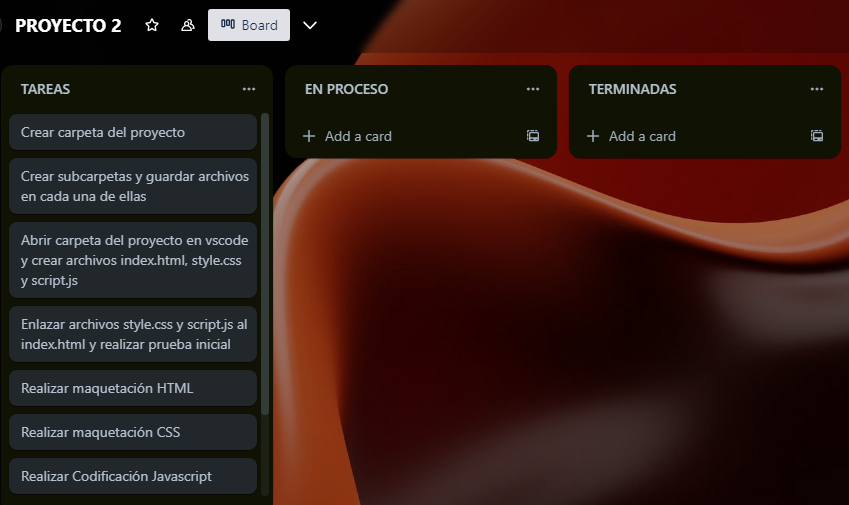 PROYECTO 2
Board
TAREAS
Crear carpeta del proyecto
Crear subcarpetas y guardar archivos
en cada una de ellas
Abrir carpeta del proyecto en vscode
y crear archivos index.html, style.css
y script.js
Enlazar archivos style.css y script.js al
index.html y realizar prueba inicial
Realizar maquetación HTML
Realizar maquetación CSS
Realizar Codificación Javascript
EN PROCESO
Add a card
TERMINADAS
Add a card